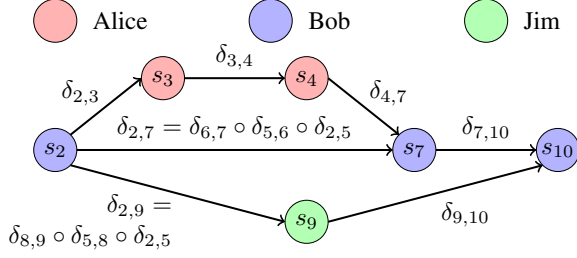 Alice Bob Jim
δ3,4
s3 s4
δ2,3 δ4,7
δ2,7 = δ6,7 ∘ δ5,6 ∘ δ2,5 δ7,10
s2 s7 s10
δ2,9 =
δ8,9 ∘ δ5,8 ∘ δ2,5
s9 δ9,10